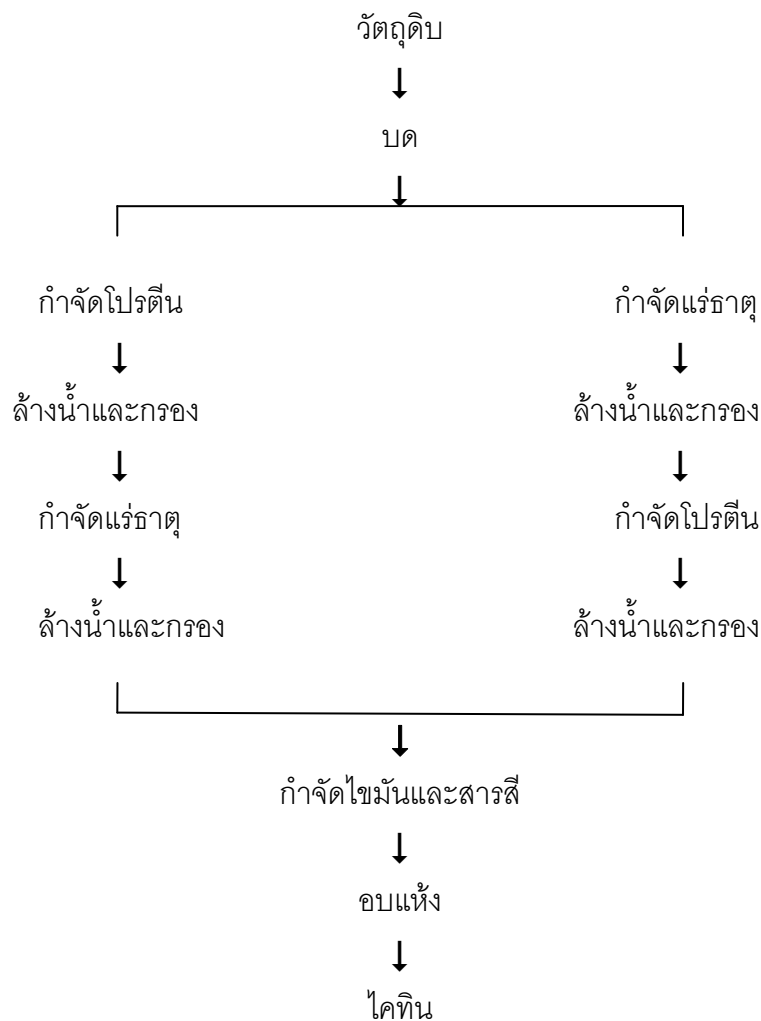 วัตถุดิบ
บด
กำจัดโปรตีน
ล้างน้ำและกรอง
กำจัดแร่ธาตุ
ล้างน้ำและกรอง
กำจัดแร่ธาตุ
ล้างน้ำและกรอง
กำจัดโปรตีน
ล้างน้ำและกรอง
กำจัดไขมันและสารสี
อบแห้ง
ไคทิน